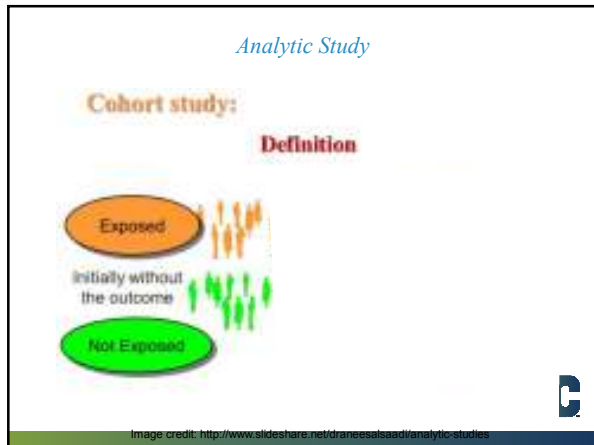 Analytic Study
Cohort study:
Definition
Exposed
Initially without
the outcome
Not Exposed
Image credit: http://www.slideshare.net/draneesalsaadi/analytic-studies